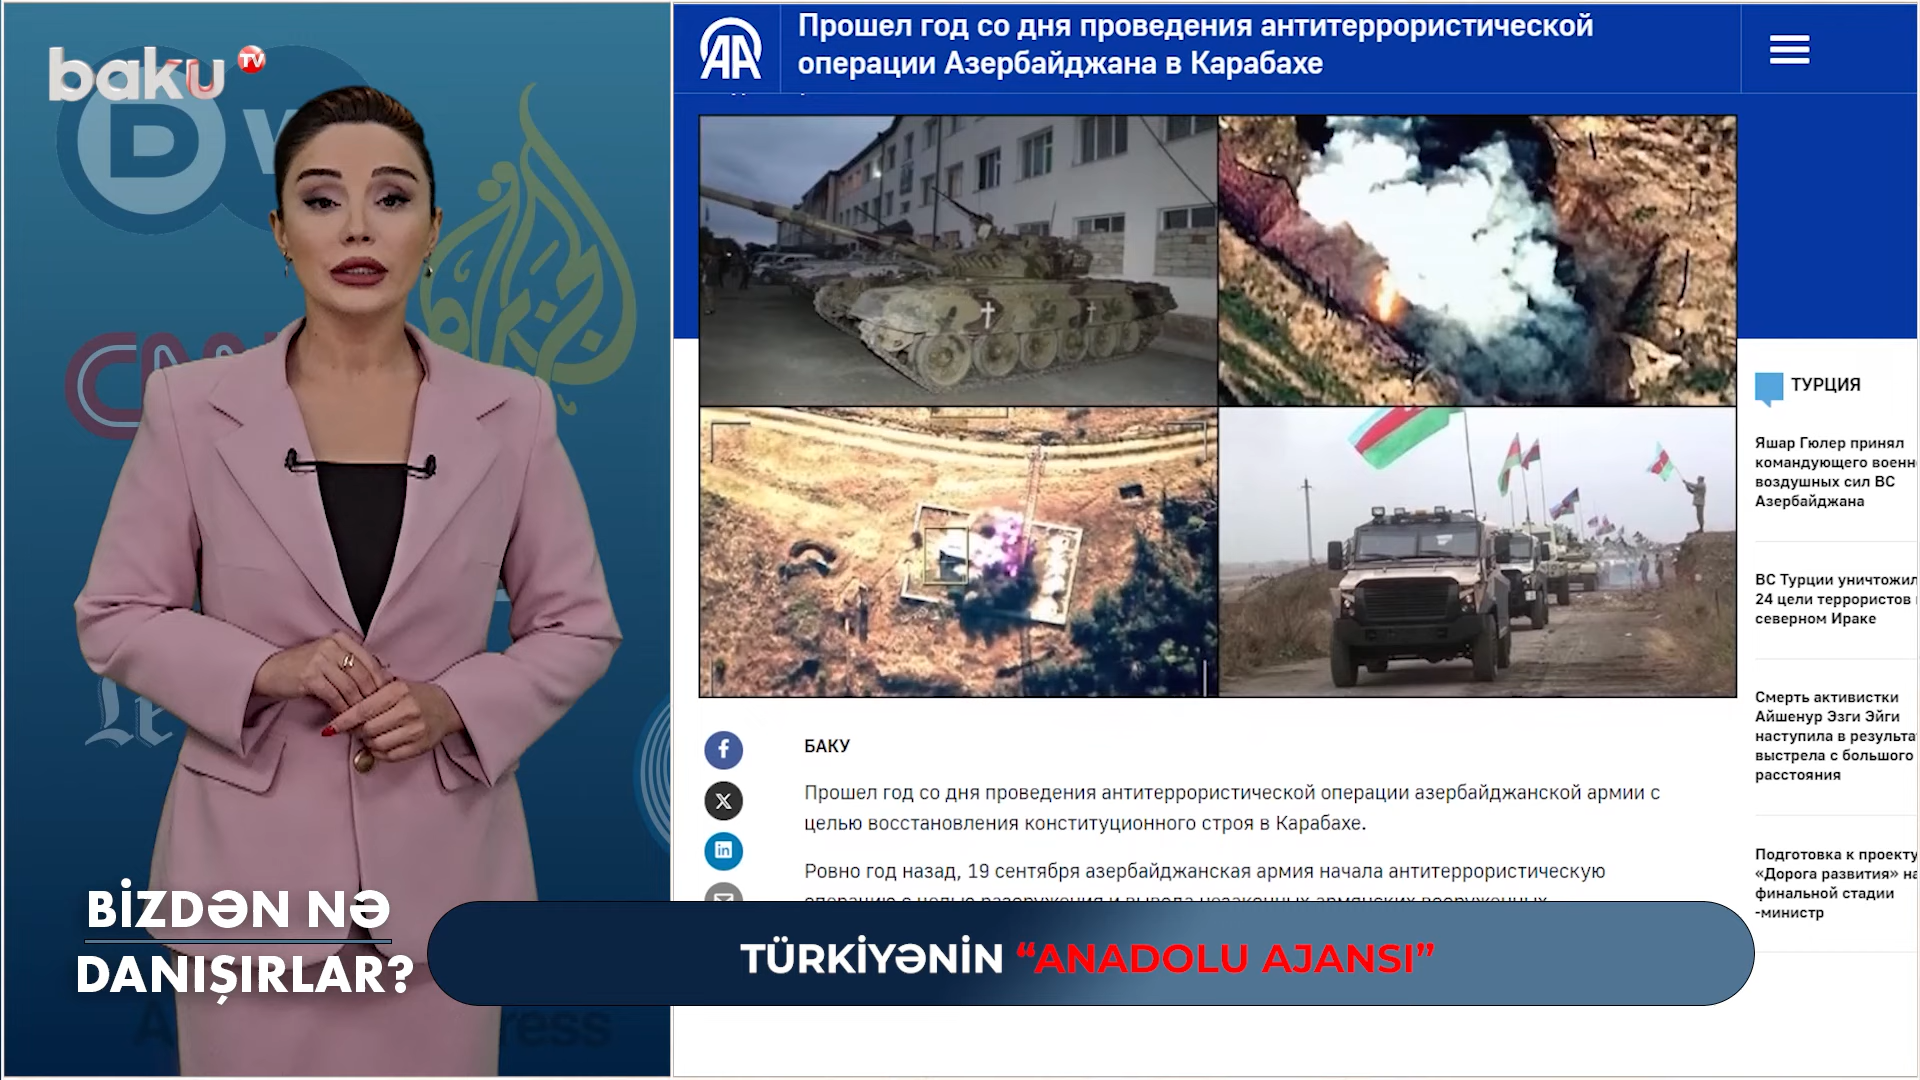 baku TV
CNN
Le
BİZDƏN NƏ
DANIŞIRLAR?
AA
Прошел год со дня проведения антитеррористической
операции Азербайджана в Карабахе
БАКУ
Прошел год со дня проведения антитеррористической операции азербайджанской армии с
целью восстановления конституционного строя в Карабахе.
Ровно год назад, 19 сентября азербайджанская армия начала антитеррористическую
ТУРЦИЯ
Яшар Гюлер принял
командующего военн
воздушных сил ВС
Азербайджана
ВС Турции уничтожил
24 цели террористов
северном Ираке
Смерть активистки
Айшенур Эзги Эйги
наступила в результа
выстрела с большого
расстояния
Подготовка к проекту
«Дорога развития» на
финальной стадии
-министр
TÜRKİYƏNİN “ANADOLU AJANSI”